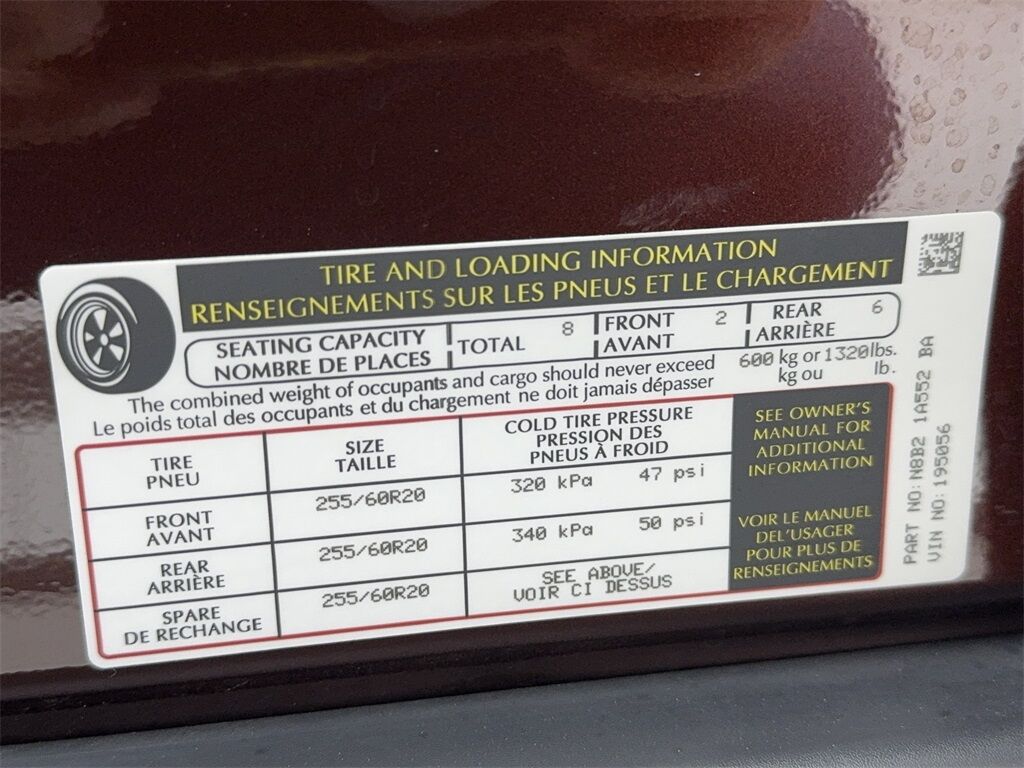 TIRE AND LOADING INFORMATION
RENSEIGNEMENTS SUR LES PNEUS ET LE CHARGEMENT
SEATING CAPACITY
NOMBRE DE PLACES
TOTAL 8
FRONT 2
AVANT
REAR 6
ARRIÈRE
The combined weight of occupants and cargo should never exceed 600 kg or 1320lbs.
Le poids total des occupants et du chargement ne doit jamais dépasser kg ou lb.
TIRE
PNEU
SIZE
TAILLE
COLD TIRE PRESSURE
PRESSION DES
PNEUS À FROID
FRONT
AVANT
255/60R20
320 kPa 47 psi
REAR
ARRIÈRE
255/60R20
340 kPa 50 psi
SPARE
DE RECHANGE
255/60R20
SEE ABOVE/
VOIR CI DESSUS
SEE OWNER'S
MANUAL FOR
ADDITIONAL
INFORMATION
VOIR LE MANUEL
DEL'USAGER
POUR PLUS DE
RENSEIGNEMENTS
PART NO: N8B2 1A552 BA
VIN NO: 195056